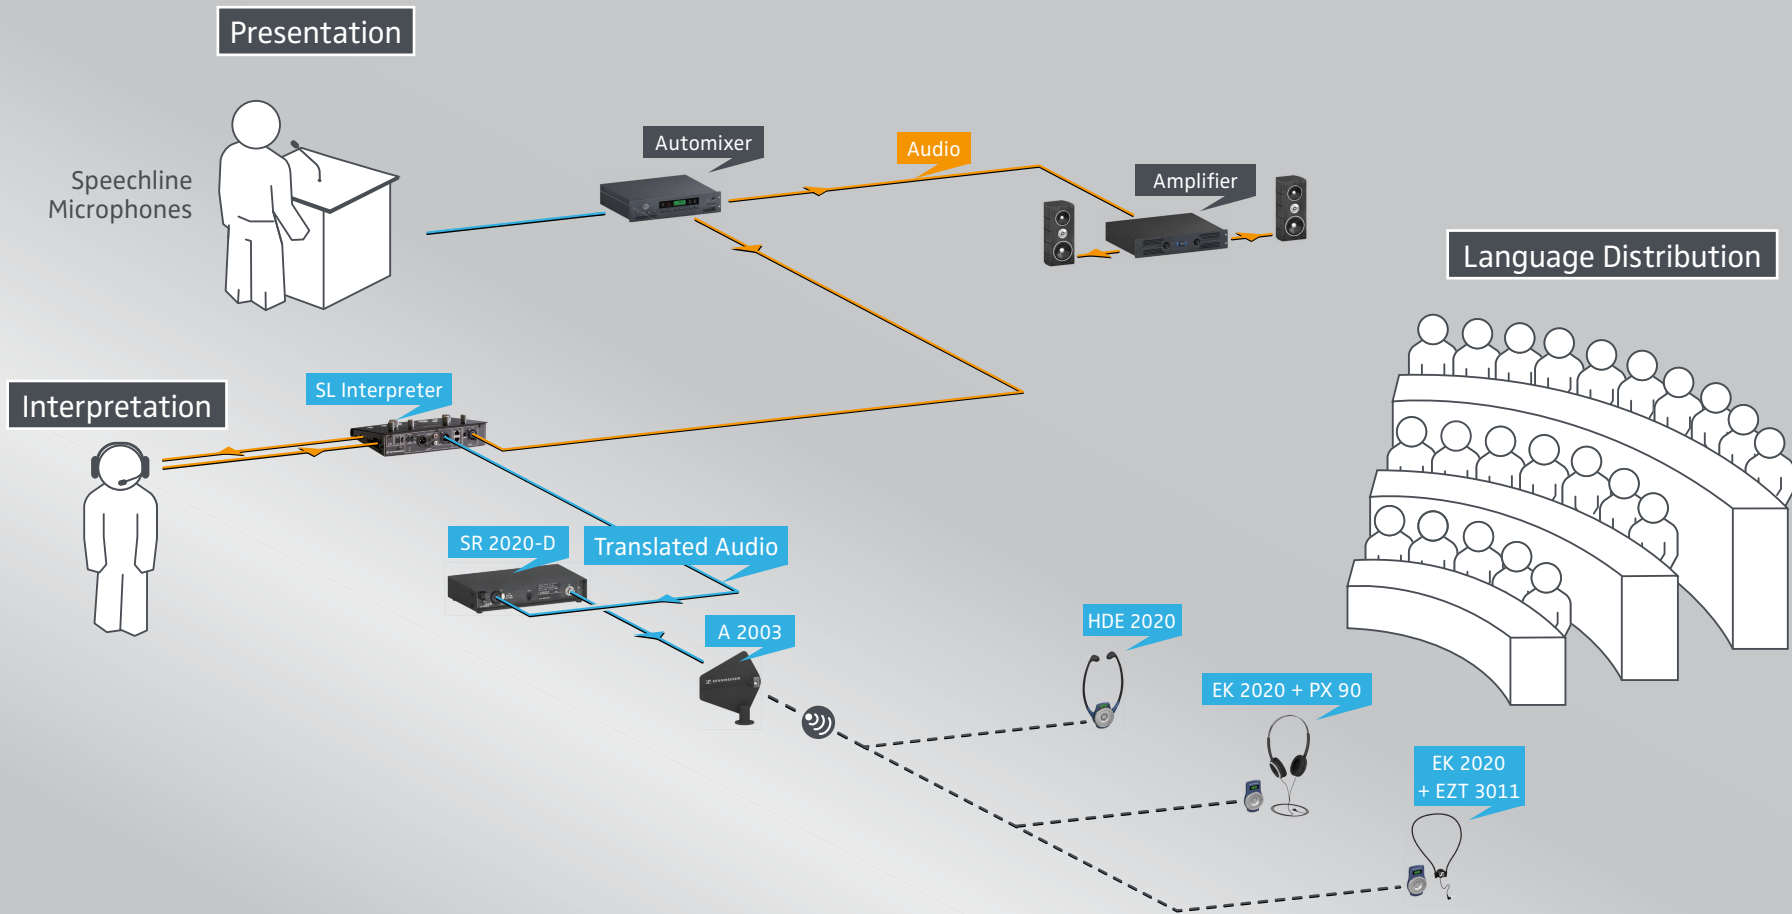 Presentation
Speechline
Microphones
Automixer
Audio
Amplifier
Language Distribution
Interpretation
SL Interpreter
SR 2020-D
Translated Audio
A 2003
SENNHEISER
HDE 2020
EK 2020 + PX 90
EK 2020
+ EZT 3011